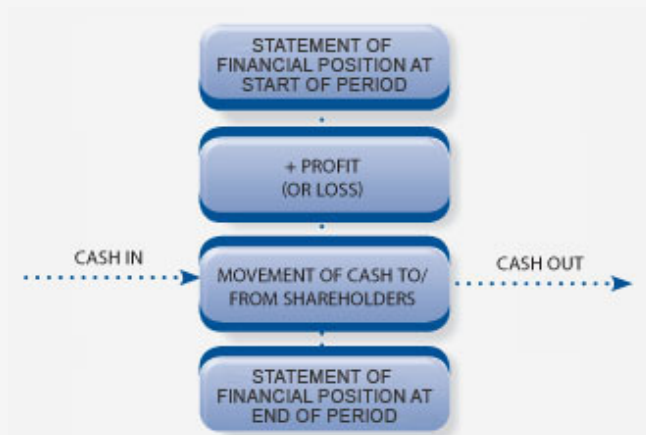 STATEMENT OF
FINANCIAL POSITION AT
START OF PERIOD
+ PROFIT
(OR LOSS)
CASH IN
MOVEMENT OF CASH TO/
FROM SHAREHOLDERS
CASH OUT
STATEMENT OF
FINANCIAL POSITION AT
END OF PERIOD